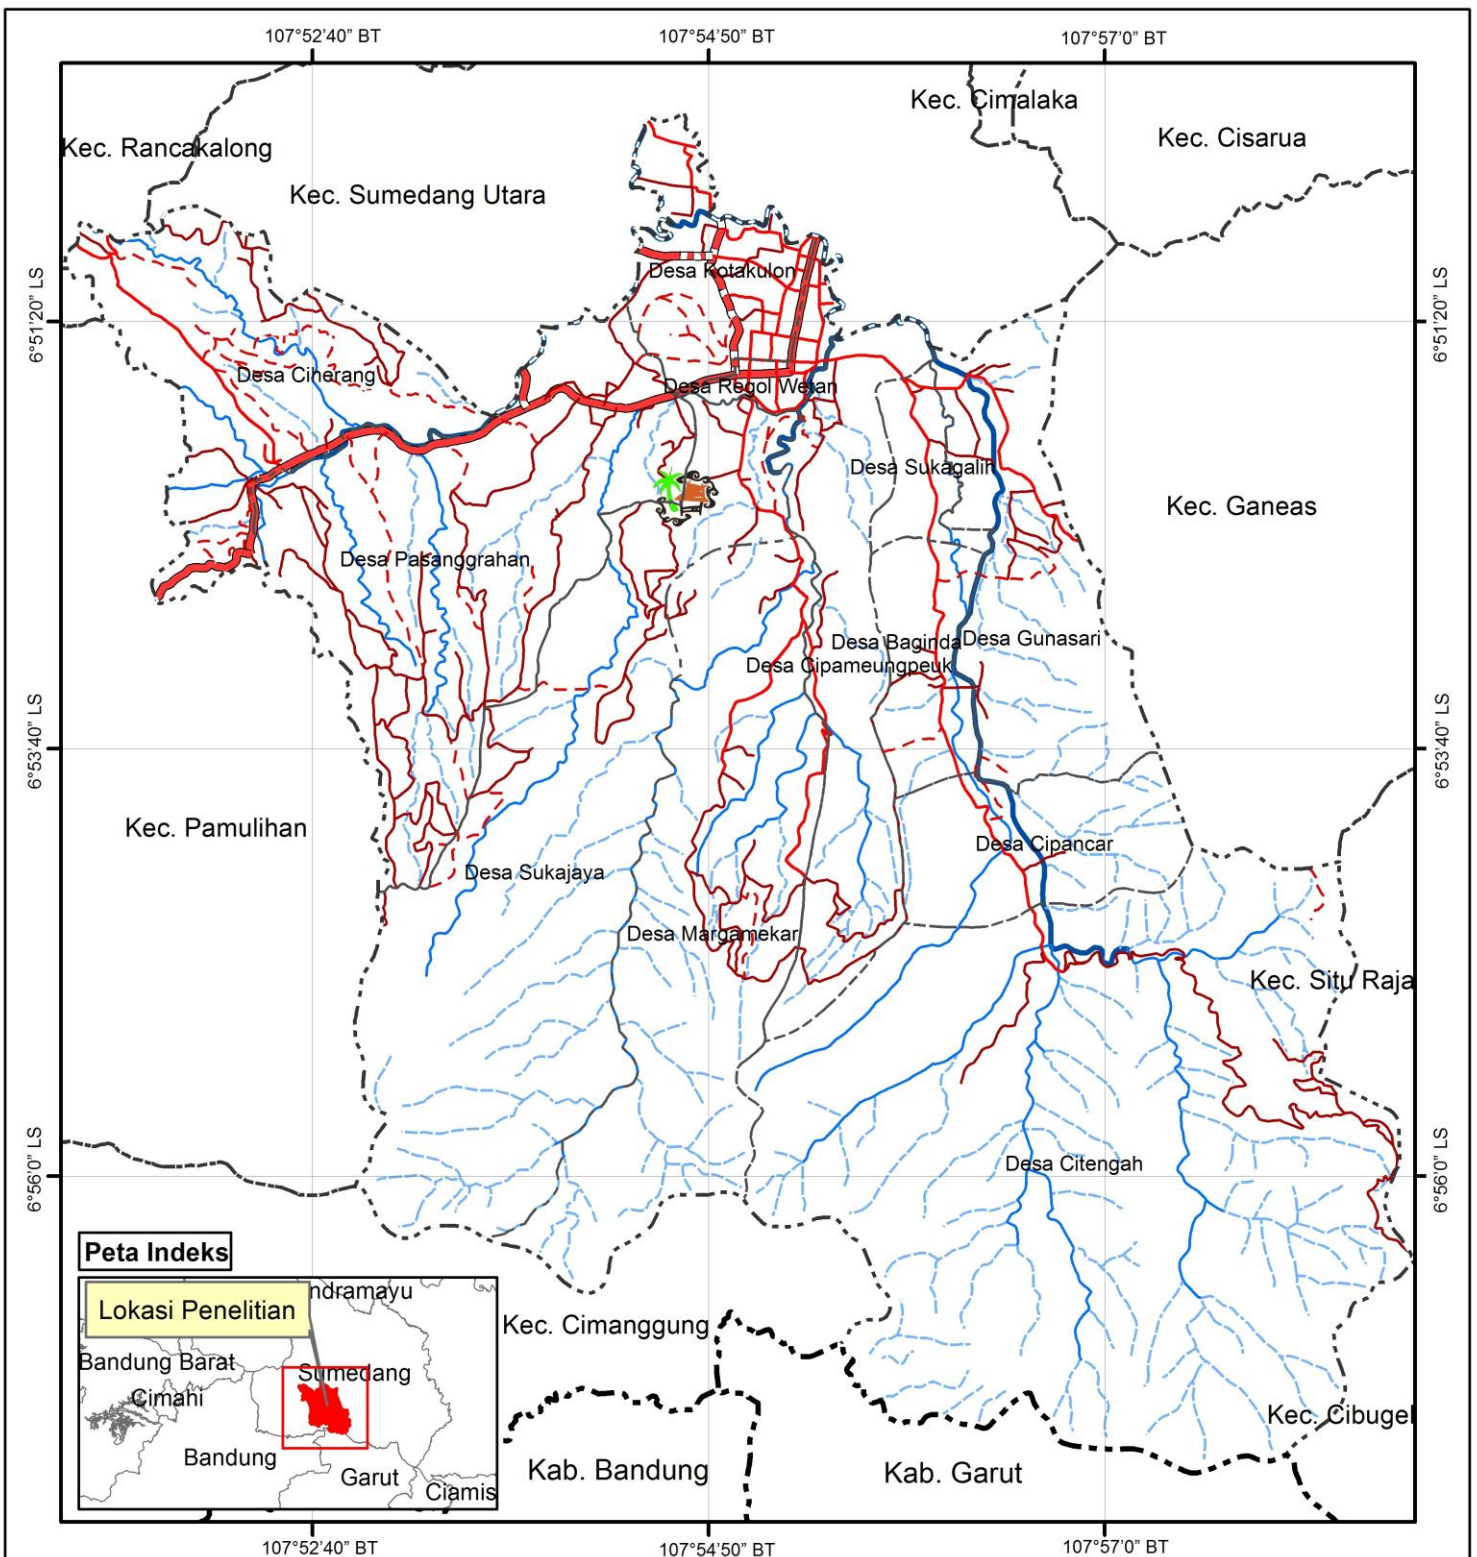 107°52'40" BT
107°54'50" BT
107°57'0" BT
Kec. Cimalaka
Kec. Cisarua
Kec. Rancakalong
Kec. Sumedang Utara
Desa Kotakulon
6°51'20" LS
6°51'20" LS
Desa Ciherang
Desa Regol Wetan
Desa Sukagalih
Kec. Ganeas
Desa Pasanggrahan
Desa Baginda
Desa Gunasari
Desa Cipameungpeuk
6°53'40" LS
6°53'40" LS
Kec. Pamulihan
Desa Cipancar
Desa Sukajaya
Desa Margamekar
Kec. Situ Raja
6°56'0" LS
6°56'0" LS
Desa Citengah
Peta Indeks
Lokasi Penelitian
ndramayu
Kec. Cimanggung
Bandung Barat
Sumedang
Cimahi
Kec. Cibugel
Bandung
Garut
Ciamis
Kab. Bandung
Kab. Garut
107°52'40" BT
107°54'50" BT
107°57'0" BT